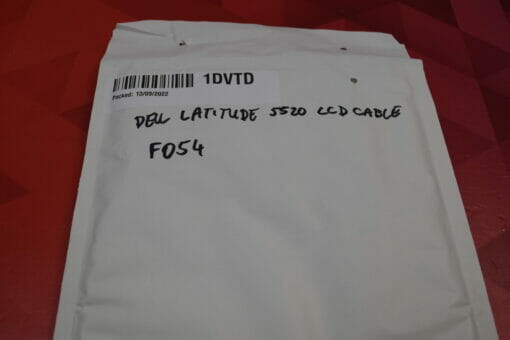 1DVTD
Packed: 13/09/2022
DELL LATITUDE 5520 LCD CABLE
F054